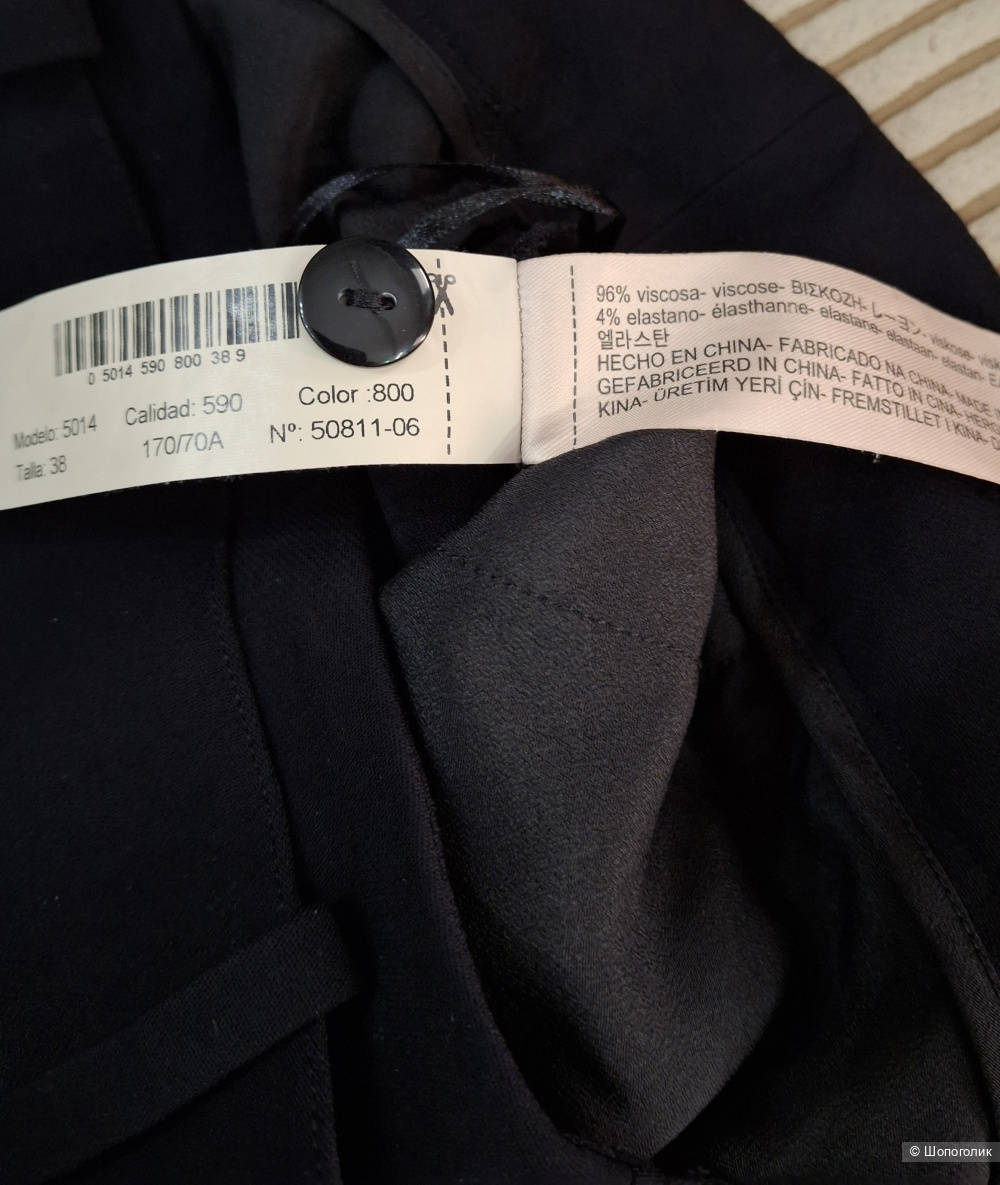 0 5014 590 800 38 9
Modelo: 5014 Calidad: 590 Color :800
Talla: 38 170/70A Nº: 50811-06
96% viscosa- viscose- ΒΙΣΚΟΖΗ- レーヨン- viskose-
4% elastano- élasthanne- elastane- elastaan- elastan-
엘라스탄
HECHO EN CHINA- FABRICADO NA CHINA- MADE
GEFABRICEERD IN CHINA- FATTO IN CINA-
KINA- ÜRETİM YERİ ÇİN- FREMSTILLET I KINA-
© Шопоголик